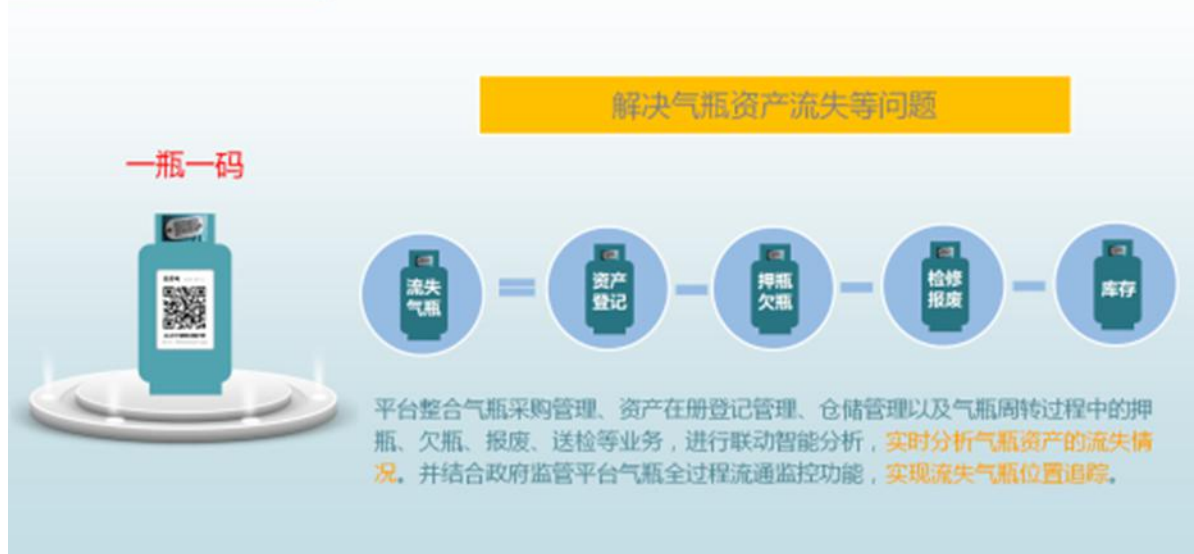 解决气瓶资产流失等问题
一瓶一码
流失
气瓶
=
资产
登记
-
押瓶
欠瓶
-
检修
报废
-
库存
平台整合气瓶采购管理、资产在册登记管理、仓储管理以及气瓶周转过程中的押
瓶、欠瓶、报废、送检等业务，进行联动智能分析，实时分析气瓶资产的流失情
况。并结合政府监管平台气瓶全过程流通监控功能，实现流失气瓶位置追踪。